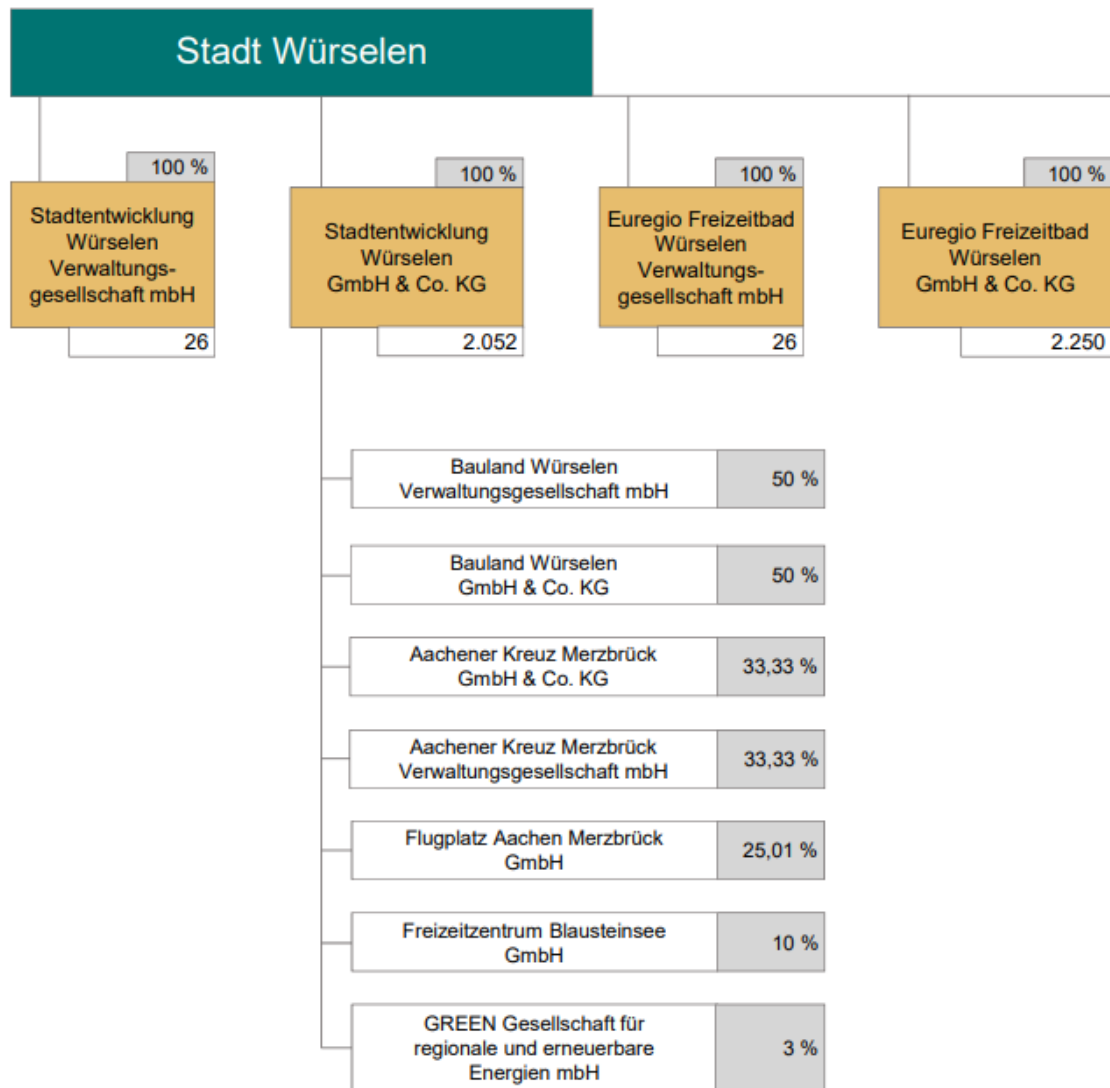 Stadt Würselen
100 %
Stadtentwicklung
Würselen
Verwaltungs-
gesellschaft mbH
26
100 %
Stadtentwicklung
Würselen
GmbH & Co. KG
2.052
100 %
Euregio Freizeitbad
Würselen
Verwaltungs-
gesellschaft mbH
26
100 %
Euregio Freizeitbad
Würselen
GmbH & Co. KG
2.250
Bauland Würselen
Verwaltungsgesellschaft mbH
50 %
Bauland Würselen
GmbH & Co. KG
50 %
Aachener Kreuz Merzbrück
GmbH & Co. KG
33,33 %
Aachener Kreuz Merzbrück
Verwaltungsgesellschaft mbH
33,33 %
Flugplatz Aachen Merzbrück
GmbH
25,01 %
Freizeitzentrum Blausteinsee
GmbH
10 %
GREEN Gesellschaft für
regionale und erneuerbare
Energien mbH
3 %